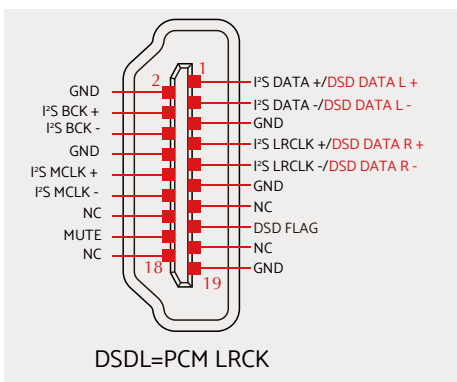 2
GND
I²S BCK +
I²S BCK -
GND
I²S MCLK +
I²S MCLK -
NC
MUTE
NC
18
1
I²S DATA +/DSD DATA L +
I²S DATA -/DSD DATA L -
GND
I²S LRCLK +/DSD DATA R +
I²S LRCLK -/DSD DATA R -
GND
NC
DSD FLAG
NC
GND
19
DSDL=PCM LRCK